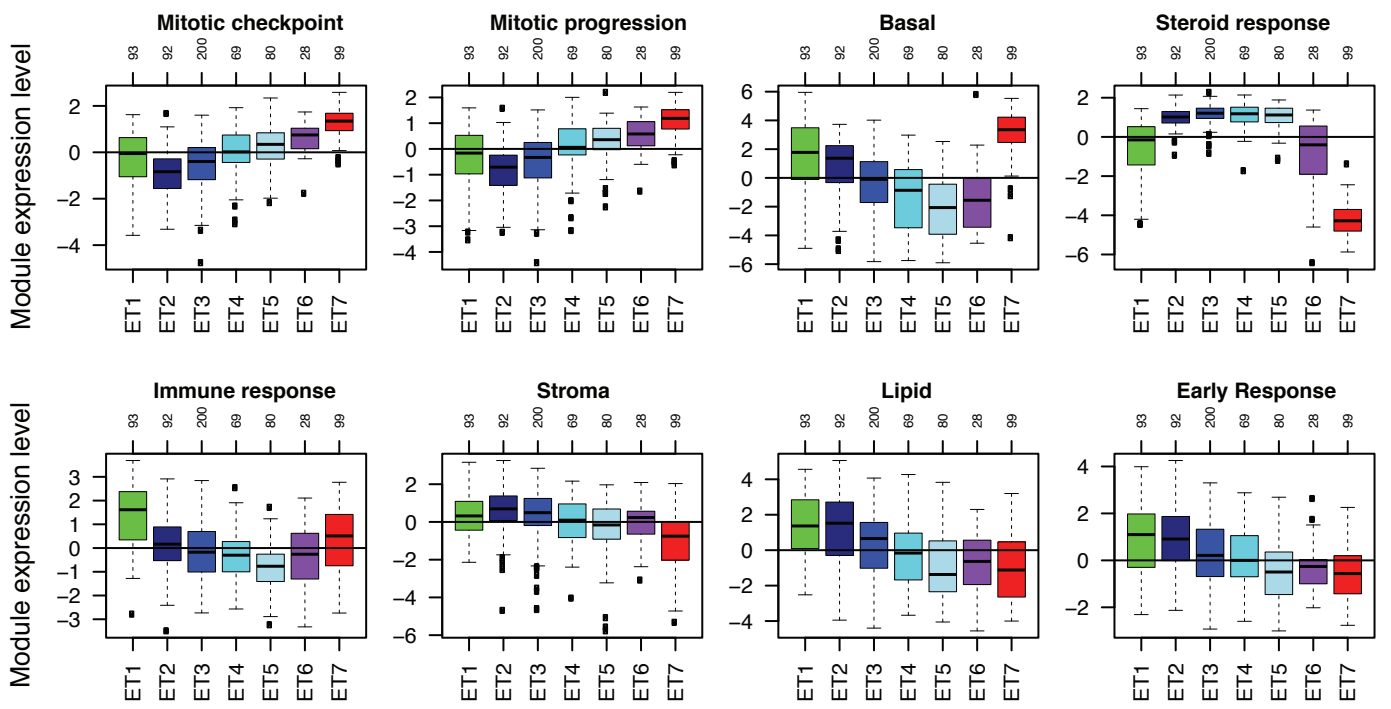 Mitotic checkpoint Mitotic progression Basal Steroid response
93 92 200 69 80 28 99 93 92 200 69 80 28 99 93 92 200 69 80 28 99 93 92 200 69 80 28 99
Module expression level
2 0 −2 −4
2 1 0 −1 −2 −3 −4
6 4 2 0 −2 −4 −6
2 0 −2 −4 −6
ET1 ET2 ET3 ET4 ET5 ET6 ET7 ET1 ET2 ET3 ET4 ET5 ET6 ET7 ET1 ET2 ET3 ET4 ET5 ET6 ET7 ET1 ET2 ET3 ET4 ET5 ET6 ET7
Immune response Stroma Lipid Early Response
93 92 200 69 80 28 99 93 92 200 69 80 28 99 93 92 200 69 80 28 99 93 92 200 69 80 28 99
Module expression level
3 2 1 0 −1 −2 −3
4 2 0 −2 −4 −6
4 2 0 −2 −4
4 2 0 −2
ET1 ET2 ET3 ET4 ET5 ET6 ET7 ET1 ET2 ET3 ET4 ET5 ET6 ET7 ET1 ET2 ET3 ET4 ET5 ET6 ET7 ET1 ET2 ET3 ET4 ET5 ET6 ET7